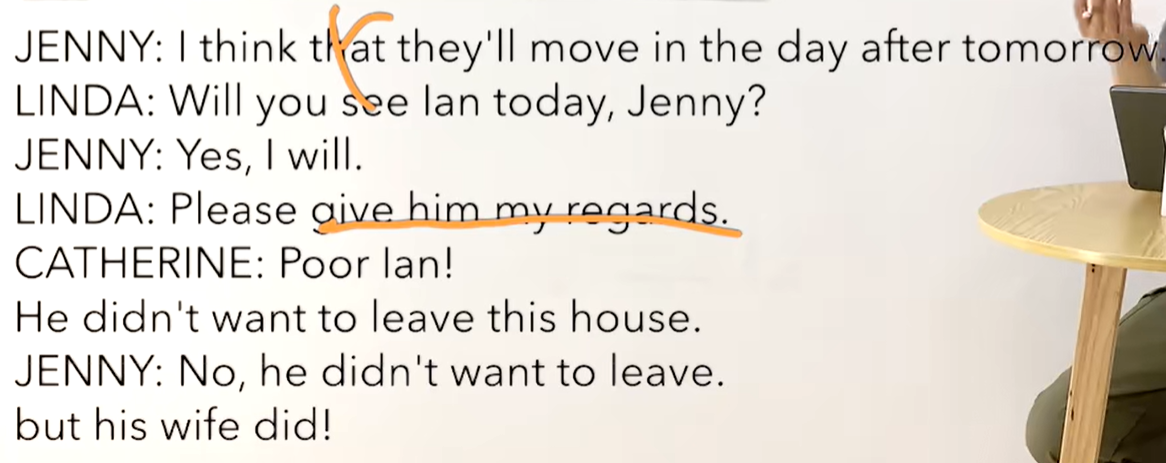 JENNY: I think that they'll move in the day after tomorrow.
LINDA: Will you see Ian today, Jenny?
JENNY: Yes, I will.
LINDA: Please give him my regards.
CATHERINE: Poor Ian!
He didn't want to leave this house.
JENNY: No, he didn't want to leave.
but his wife did!